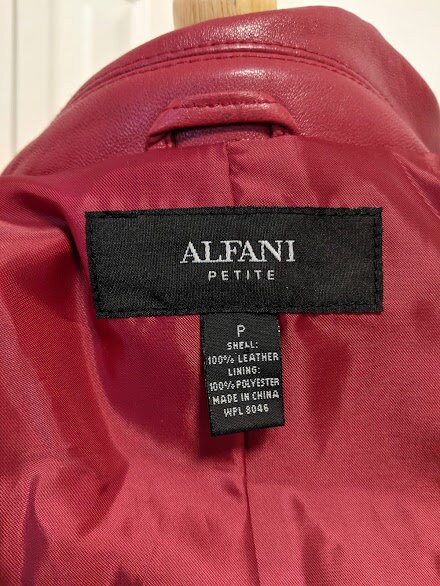 ALFANI
PETITE
P
SHELL:
100% LEATHER
LINING:
100% POLYESTER
MADE IN CHINA
WPL 8046